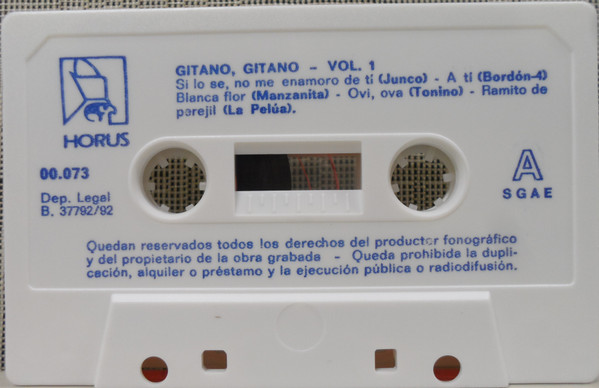 GITANO, GITANO – VOL. 1
Si lo se, no me enamoro de tí (Junco) - A tí (Bordón-4)
Blanca flor (Manzanita) - Ovi, ova (Tonino) - Ramito de
perejil (La Pelúa).
HORUS
00.073
Dep. Legal
B. 37792/92
A
SGAE
Quedan reservados todos los derechos del productor fonográfico
y del propietario de la obra grabada - Queda prohibida la dupli-
cación, alquiler o préstamo y la ejecución pública o radiodifusión.